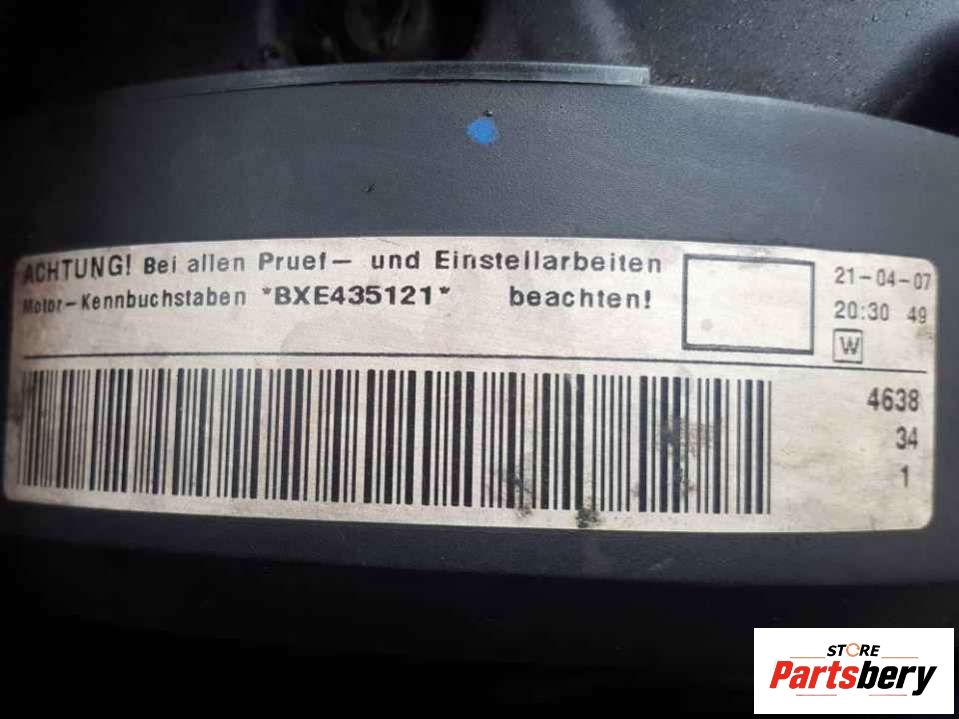 ACHTUNG! Bei allen Pruef- und Einstellarbeiten
Motor-Kennbuchstaben *BXE435121* beachten!
21-04-07
20:30 49
W
4638
34
1
STORE
Partsbery